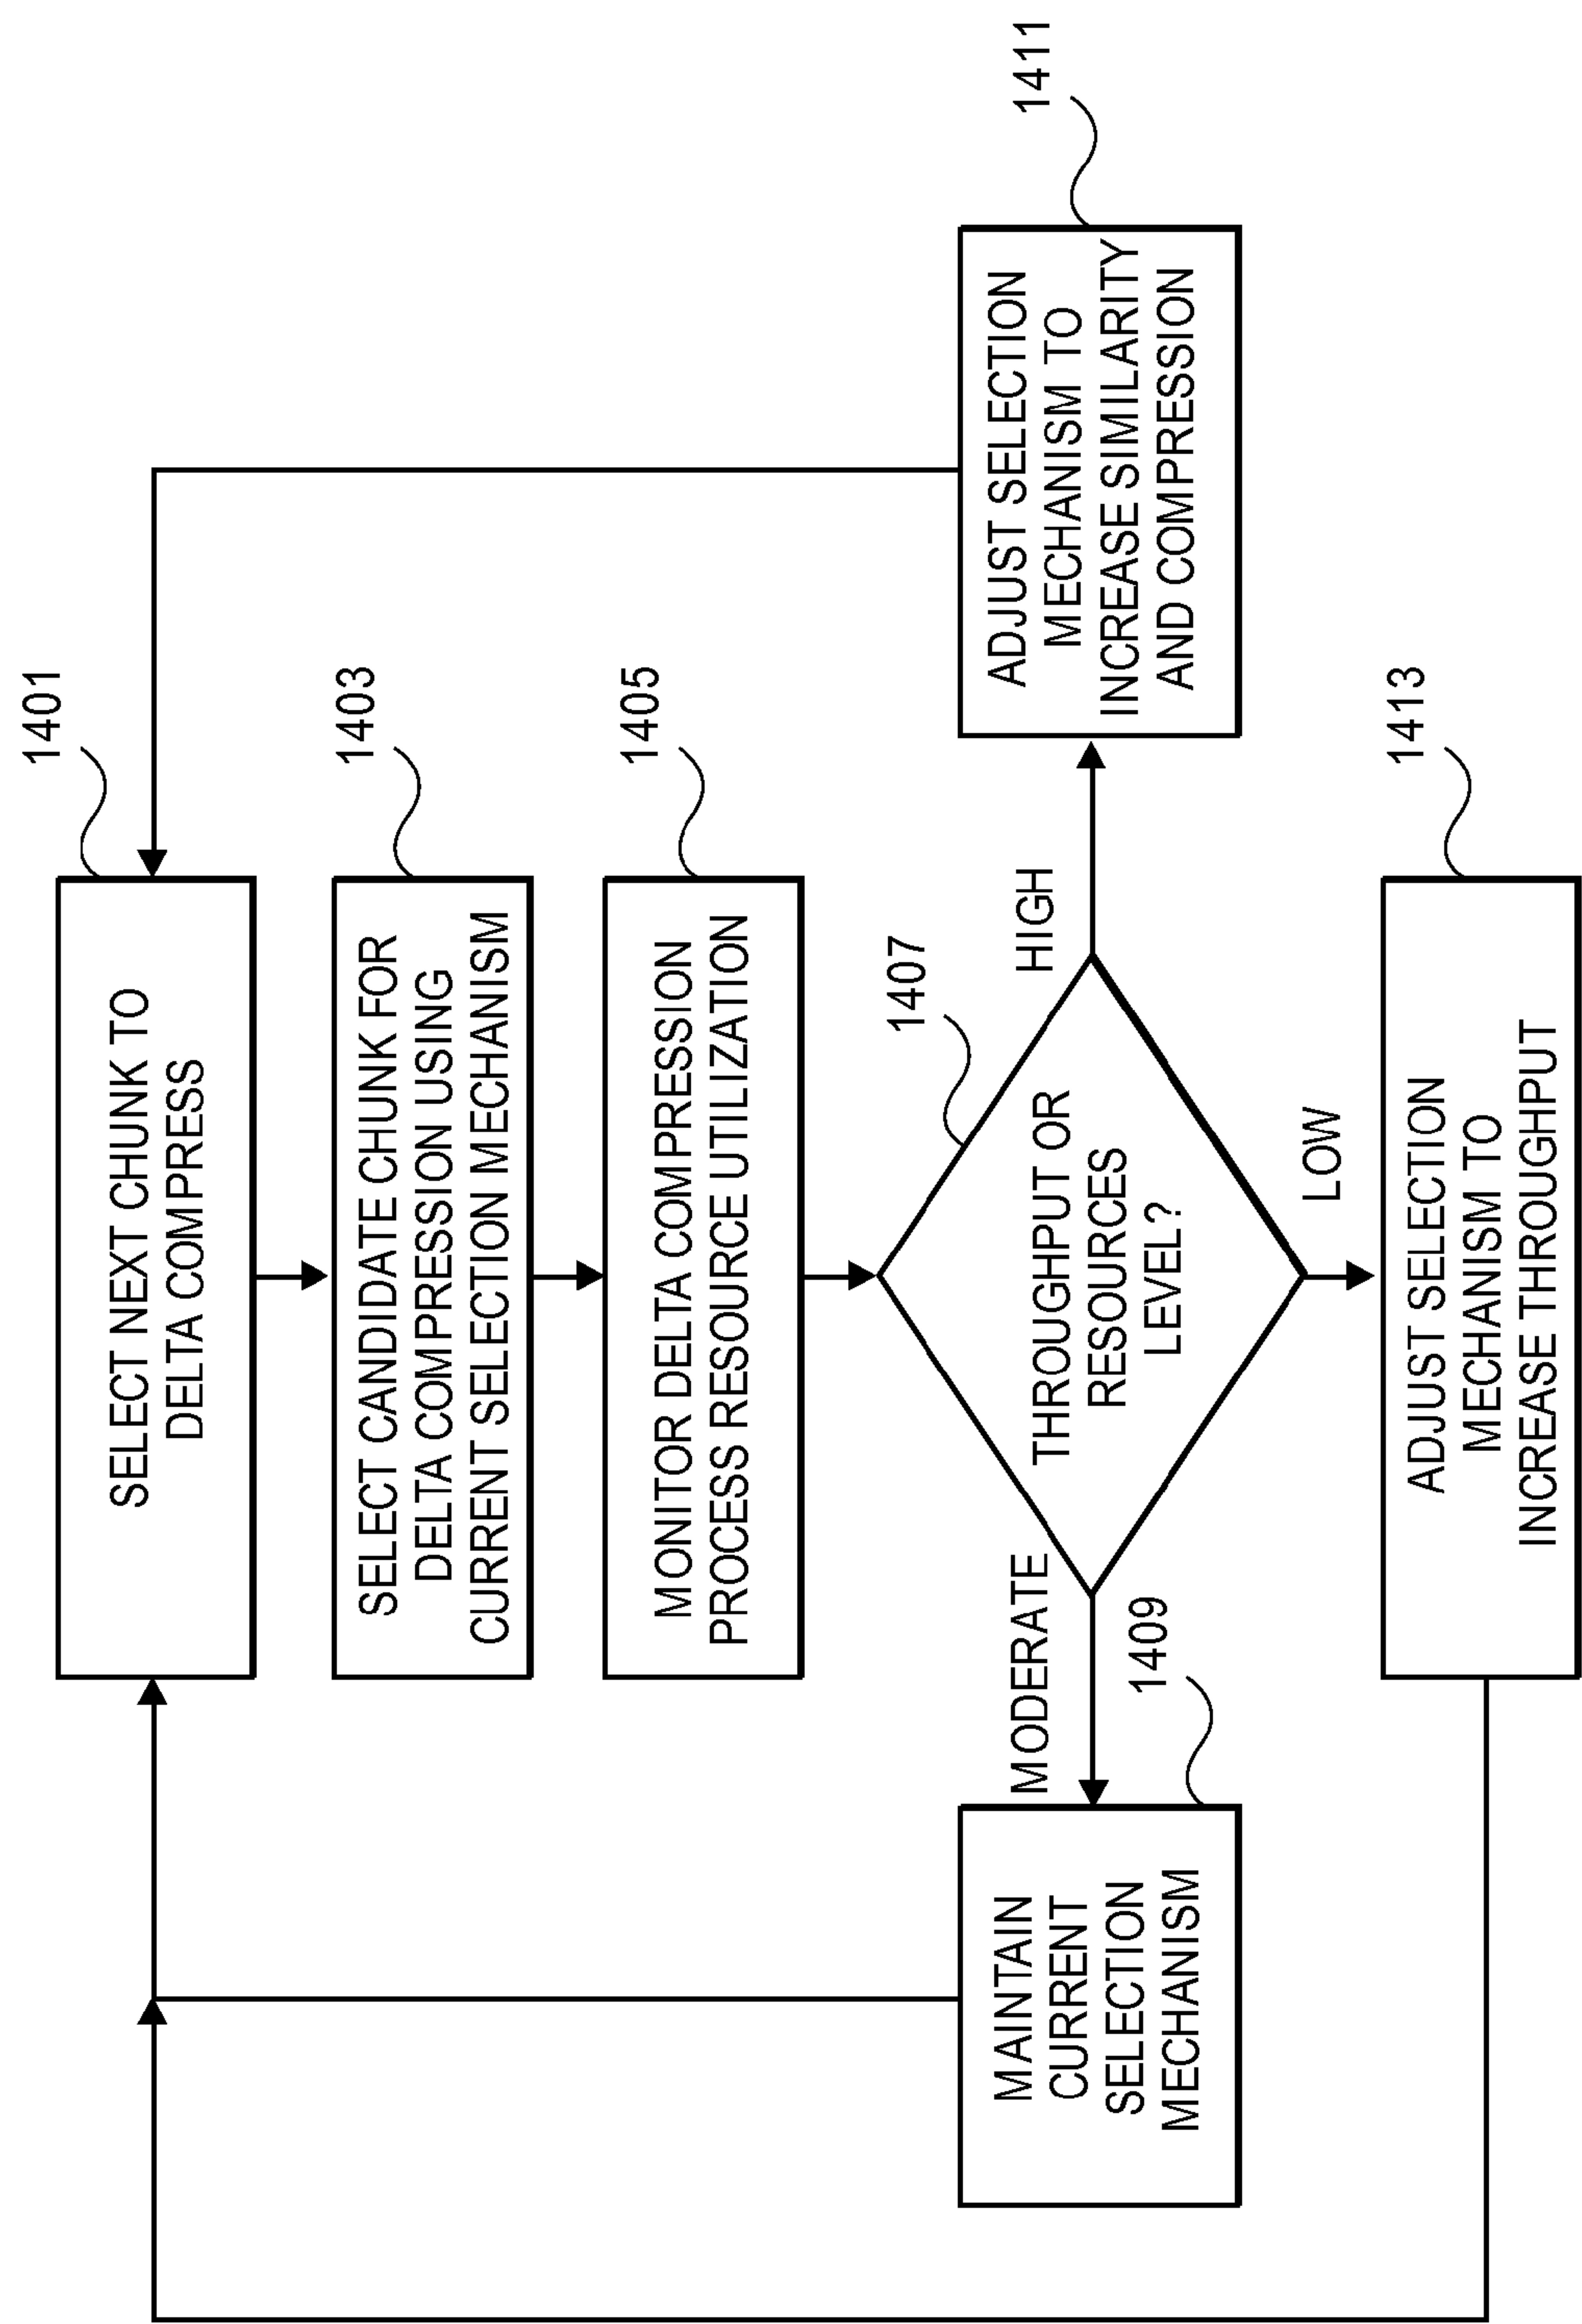 1401
SELECT NEXT CHUNK TO
DELTA COMPRESS
1403
SELECT CANDIDATE CHUNK FOR
DELTA COMPRESSION USING
CURRENT SELECTION MECHANISM
1405
MONITOR DELTA COMPRESSION
PROCESS RESOURCE UTILIZATION
1407
THROUGHPUT OR
RESOURCES
LEVEL?
MODERATE
HIGH
LOW
1409
MAINTAIN
CURRENT
SELECTION
MECHANISM
1411
ADJUST SELECTION
MECHANISM TO
INCREASE SIMILARITY
AND COMPRESSION
1413
ADJUST SELECTION
MECHANISM TO
INCREASE THROUGHPUT